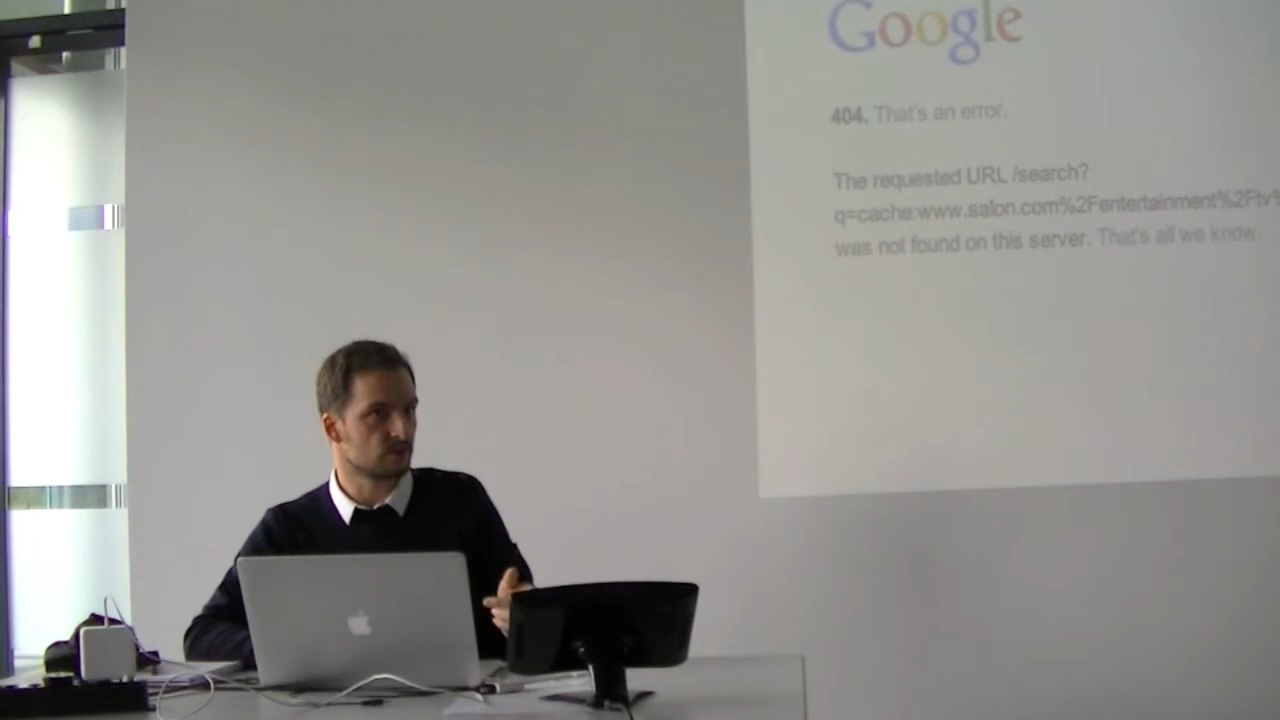 Google
404. That's an error.
The requested URL /search?
q=cache:www.salon.com%2Fentertainment%2Ftv%
was not found on this server. That's all we know.